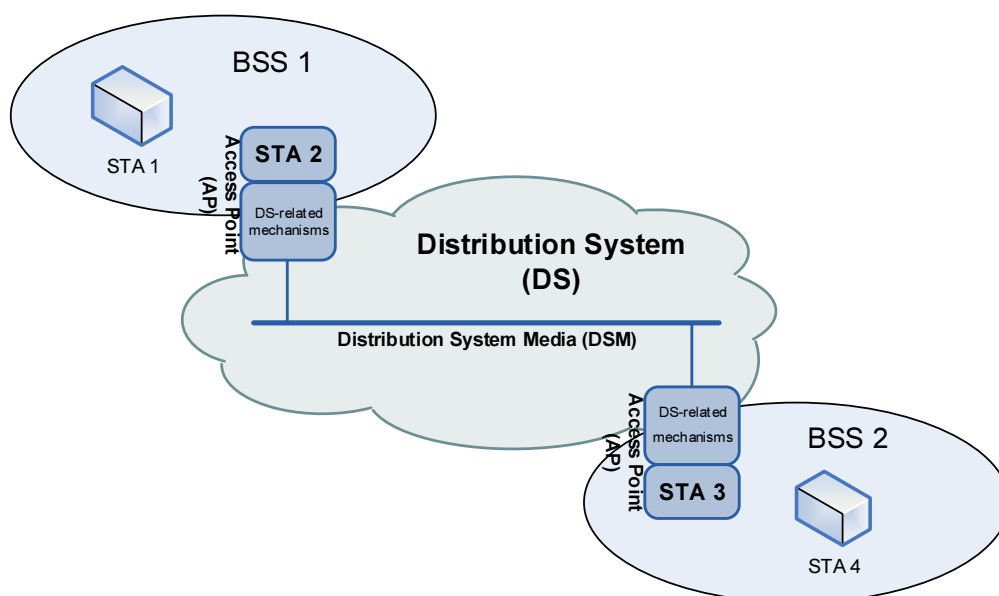 BSS 1
STA 1
STA 2
Access Point
(AP)
DS-related
mechanisms
Distribution System
(DS)
Distribution System Media (DSM)
Access Point
(AP)
DS-related
mechanisms
STA 3
BSS 2
STA 4